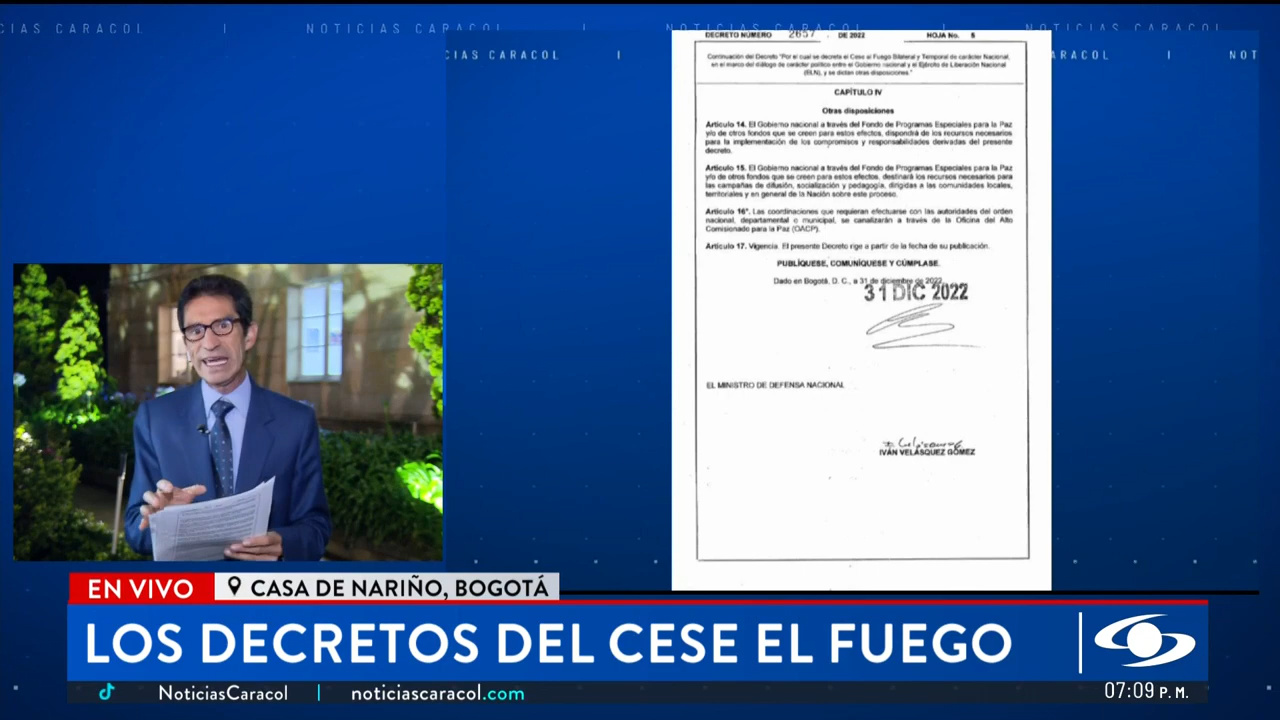 CIAS CARACOL | NOTICIAS CARACOL | NOTICIAS CARACOL | NOTICIAS CARACOL
CIAS CARACOL | ARACOL | NOT
DECRETO NÚMERO 2657 DE 2022 HOJA No. 5
Continuación del Decreto "Por el cual se decreta el Cese al Fuego Bilateral y Temporal de carácter Nacional,
en el marco del diálogo de carácter político entre el Gobierno nacional y el Ejército de Liberación Nacional
(ELN), y se dictan otras disposiciones."
CAPÍTULO IV
Otras disposiciones
Artículo 14. El Gobierno nacional a través del Fondo de Programas Especiales para la Paz
y/o de otros fondos que se creen para estos efectos, dispondrá de los recursos necesarios
para la implementación de los compromisos y responsabilidades derivadas del presente
decreto.
Artículo 15. El Gobierno nacional a través del Fondo de Programas Especiales para la Paz
y/o de otros fondos que se creen para estos efectos, destinará los recursos necesarios para
las campañas de difusión, socialización y pedagogía, dirigidas a las comunidades locales,
territoriales y en general de la Nación sobre este proceso.
Artículo 16°. Las coordinaciones que requieran efectuarse con las autoridades del orden
nacional, departamental o municipal, se canalizarán a través de la Oficina del Alto
Comisionado para la Paz (OACP).
Artículo 17. Vigencia. El presente Decreto rige a partir de la fecha de su publicación.
PUBLÍQUESE, COMUNÍQUESE Y CÚMPLASE.
Dado en Bogotá, D. C., a 31 de diciembre de 2022
31 DIC 2022
EL MINISTRO DE DEFENSA NACIONAL
IVÁN VELÁSQUEZ GÓMEZ
EN VIVO CASA DE NARIÑO, BOGOTÁ
LOS DECRETOS DEL CESE EL FUEGO
NoticiasCaracol | noticiascaracol.com 07:09 P. M.